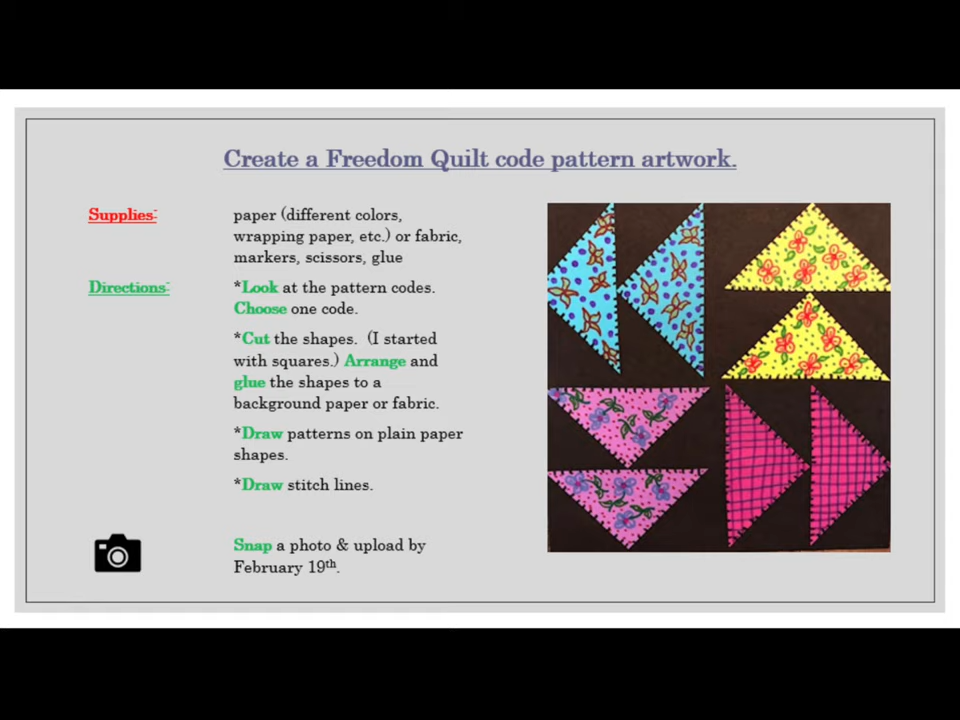 Create a Freedom Quilt code pattern artwork.
Supplies:
paper (different colors,
wrapping paper, etc.) or fabric,
markers, scissors, glue
Directions:
*Look at the pattern codes.
Choose one code.
*Cut the shapes. (I started
with squares.) Arrange and
glue the shapes to a
background paper or fabric.
*Draw patterns on plain paper
shapes.
*Draw stitch lines.
Snap a photo & upload by
February 19th.